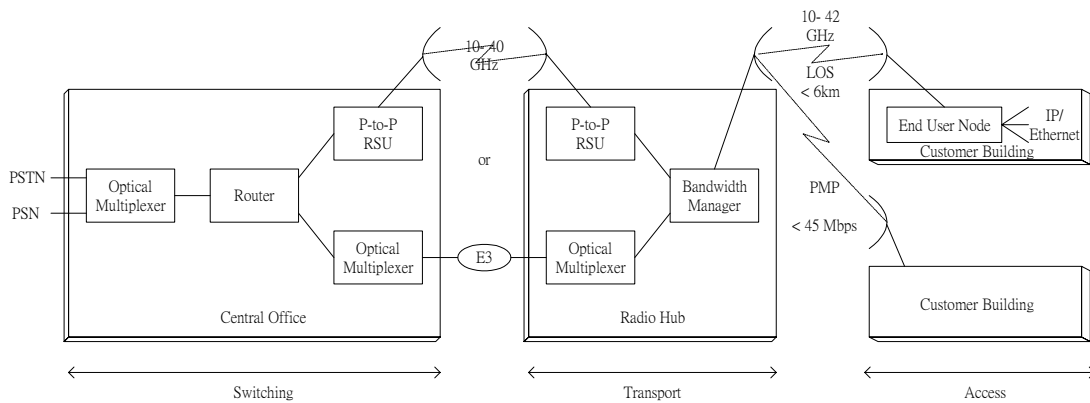 PSTN
PSN
Optical
Multiplexer
Router
P-to-P
RSU
Optical
Multiplexer
Central Office
10- 40
GHz
or
E3
P-to-P
RSU
Optical
Multiplexer
Bandwidth
Manager
Radio Hub
10- 42
GHz
LOS
< 6km
PMP
< 45 Mbps
End User Node
IP/
Ethernet
Customer Building
Customer Building
Switching
Transport
Access